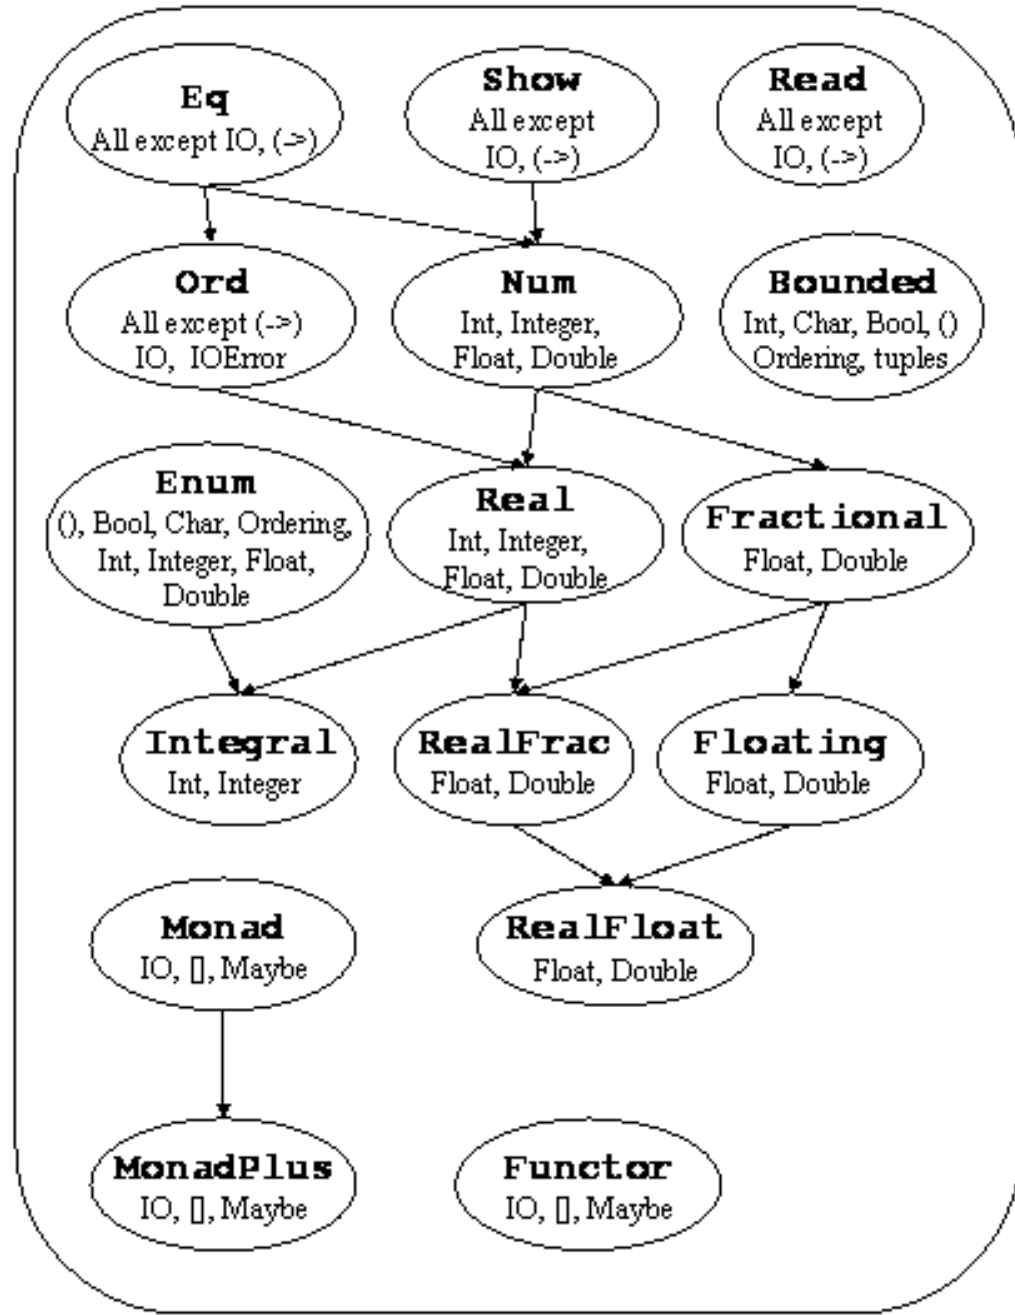 Eq
All except IO, (->)
Show
All except
IO, (->)
Read
All except
IO, (->)
Ord
All except (->)
IO, IOError
Num
Int, Integer,
Float, Double
Bounded
Int, Char, Bool, ()
Ordering, tuples
Enum
(), Bool, Char, Ordering,
Int, Integer, Float,
Double
Real
Int, Integer,
Float, Double
Fractional
Float, Double
Integral
Int, Integer
RealFrac
Float, Double
Floating
Float, Double
Monad
IO, [], Maybe
RealFloat
Float, Double
MonadPlus
IO, [], Maybe
Functor
IO, [], Maybe